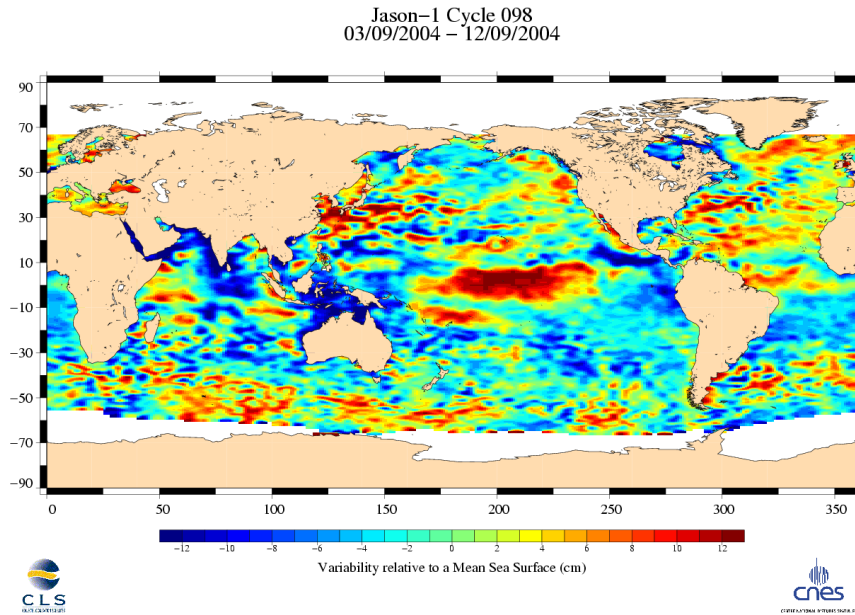 Jason−1 Cycle 098
03/09/2004 − 12/09/2004
90
70
50
30
10
−10
−30
−50
−70
−90
0 50 100 150 200 250 300 350
−12 −10 −8 −6 −4 −2 0 2 4 6 8 10 12
Variability relative to a Mean Sea Surface (cm)
CLS
cnes